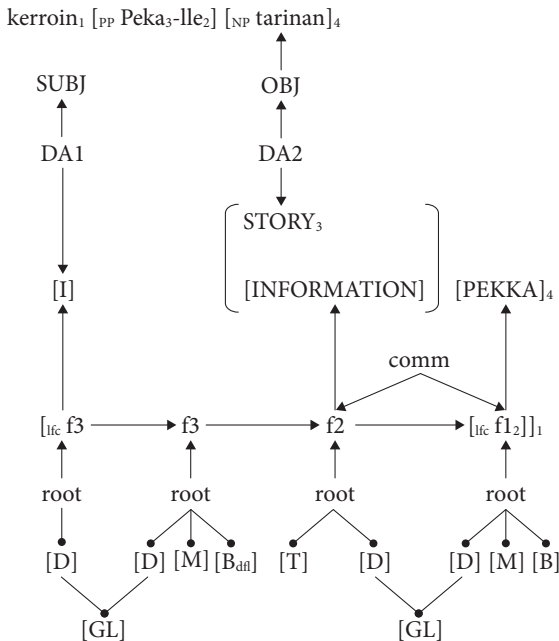 kerroin₁ [PP Peka₃-lle₂] [NP tarinan]₄
SUBJ OBJ
DA1 DA2
STORY₃
[I] [INFORMATION] [PEKKA]₄
comm
[lfc f3 f3 f2 [lfc f1₂]]₁
root root root root
[D] [D] [M] [Bdfl] [T] [D] [D] [M] [B]
[GL] [GL]